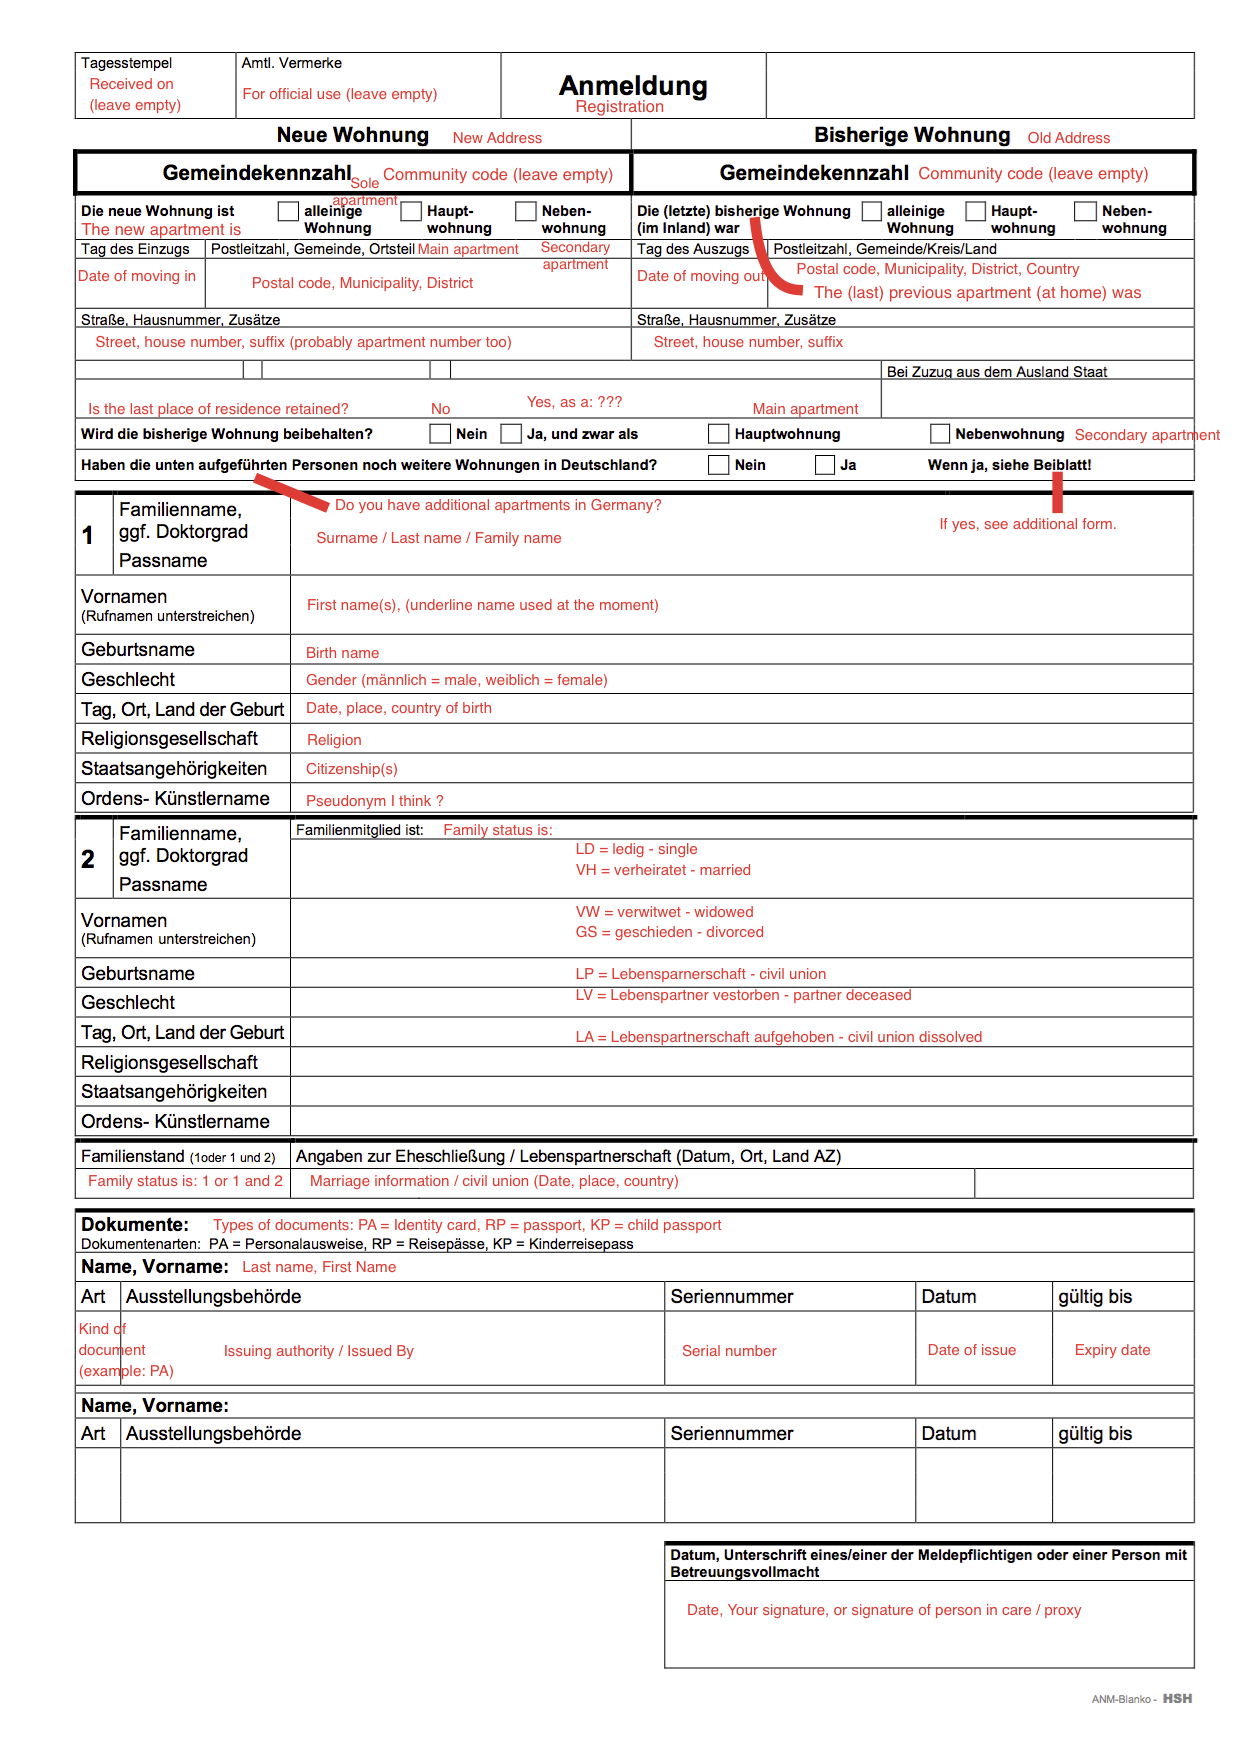 Tagesstempel
Received on
(leave empty)
Amtl. Vermerke
For official use (leave empty)
Anmeldung
Registration
Neue Wohnung New Address
Bisherige Wohnung Old Address
Gemeindekennzahl Community code (leave empty)
Gemeindekennzahl Community code (leave empty)
Die neue Wohnung ist
The new apartment is
Sole
apartment
alleinige
Wohnung
Haupt-
wohnung
Neben-
wohnung
Die (letzte) bisherige Wohnung
(im Inland) war
alleinige
Wohnung
Haupt-
wohnung
Neben-
wohnung
Tag des Einzugs
Postleitzahl, Gemeinde, Ortsteil Main apartment
Secondary
apartment
Date of moving in
Postal code, Municipality, District
Tag des Auszugs
Postleitzahl, Gemeinde/Kreis/Land
Date of moving out
Postal code, Municipality, District, Country
The (last) previous apartment (at home) was
Straße, Hausnummer, Zusätze
Street, house number, suffix (probably apartment number too)
Straße, Hausnummer, Zusätze
Street, house number, suffix
Bei Zuzug aus dem Ausland Staat
Is the last place of residence retained? No Yes, as a: ??? Main apartment
Wird die bisherige Wohnung beibehalten? Nein Ja, und zwar als Hauptwohnung Nebenwohnung Secondary apartment
Haben die unten aufgeführten Personen noch weitere Wohnungen in Deutschland? Nein Ja Wenn ja, siehe Beiblatt!
Do you have additional apartments in Germany?
If yes, see additional form.
1
Familienname,
ggf. Doktorgrad
Passname
Surname / Last name / Family name
Vornamen
(Rufnamen unterstreichen)
First name(s), (underline name used at the moment)
Geburtsname Birth name
Geschlecht Gender (männlich = male, weiblich = female)
Tag, Ort, Land der Geburt Date, place, country of birth
Religionsgesellschaft Religion
Staatsangehörigkeiten Citizenship(s)
Ordens- Künstlername Pseudonym I think ?
2
Familienname,
ggf. Doktorgrad
Passname
Familienmitglied ist: Family status is:
LD = ledig - single
VH = verheiratet - married
Vornamen
(Rufnamen unterstreichen)
VW = verwitwet - widowed
GS = geschieden - divorced
Geburtsname LP = Lebensparnerschaft - civil union
Geschlecht LV = Lebenspartner vestorben - partner deceased
Tag, Ort, Land der Geburt LA = Lebenspartnerschaft aufgehoben - civil union dissolved
Religionsgesellschaft
Staatsangehörigkeiten
Ordens- Künstlername
Familienstand (1oder 1 und 2) Angaben zur Eheschließung / Lebenspartnerschaft (Datum, Ort, Land AZ)
Family status is: 1 or 1 and 2 Marriage information / civil union (Date, place, country)
Dokumente: Types of documents: PA = Identity card, RP = passport, KP = child passport
Dokumentenarten: PA = Personalausweise, RP = Reisepässe, KP = Kinderreisepass
Name, Vorname: Last name, First Name
Art Ausstellungsbehörde Seriennummer Datum gültig bis
Kind of
document
(example: PA)
Issuing authority / Issued By
Serial number
Date of issue
Expiry date
Name, Vorname:
Art Ausstellungsbehörde Seriennummer Datum gültig bis
Datum, Unterschrift eines/einer der Meldepflichtigen oder einer Person mit
Betreuungsvollmacht
Date, Your signature, or signature of person in care / proxy
ANM-Blanko - HSH